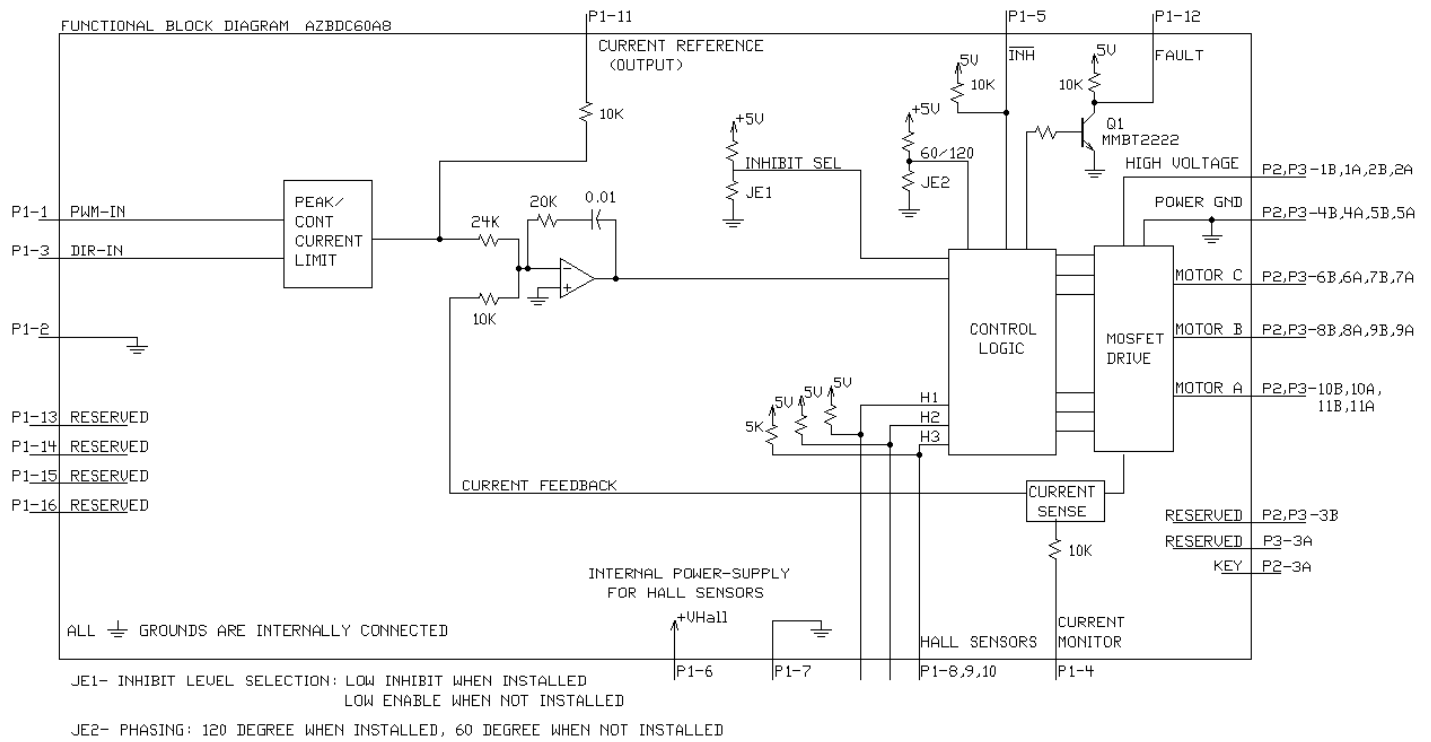 FUNCTIONAL BLOCK DIAGRAM AZBDC60A8
P1-11
P1-5
P1-12
CURRENT REFERENCE
(OUTPUT)
10K
5V
10K
INH
5V
10K
FAULT
+5V
INHIBIT SEL
JE1
+5V
60/120
JE2
Q1
MMBT2222
HIGH VOLTAGE
P2,P3-1B,1A,2B,2A
POWER GND
P2,P3-4B,4A,5B,5A
P1-1
PWM-IN
P1-3
DIR-IN
PEAK/
CONT
CURRENT
LIMIT
24K
20K
0.01
10K
−
+
P1-2
CONTROL
LOGIC
MOSFET
DRIVE
MOTOR C
P2,P3-6B,6A,7B,7A
MOTOR B
P2,P3-8B,8A,9B,9A
MOTOR A
P2,P3-10B,10A,
11B,11A
5V
5V
5V
5K
H1
H2
H3
P1-13
RESERVED
P1-14
RESERVED
P1-15
RESERVED
P1-16
RESERVED
CURRENT FEEDBACK
CURRENT
SENSE
10K
RESERVED
P2,P3-3B
RESERVED
P3-3A
KEY
P2-3A
INTERNAL POWER-SUPPLY
FOR HALL SENSORS
+VHall
ALL GROUNDS ARE INTERNALLY CONNECTED
HALL SENSORS
CURRENT
MONITOR
P1-6
P1-7
P1-8,9,10
P1-4
JE1- INHIBIT LEVEL SELECTION: LOW INHIBIT WHEN INSTALLED
LOW ENABLE WHEN NOT INSTALLED
JE2- PHASING: 120 DEGREE WHEN INSTALLED, 60 DEGREE WHEN NOT INSTALLED